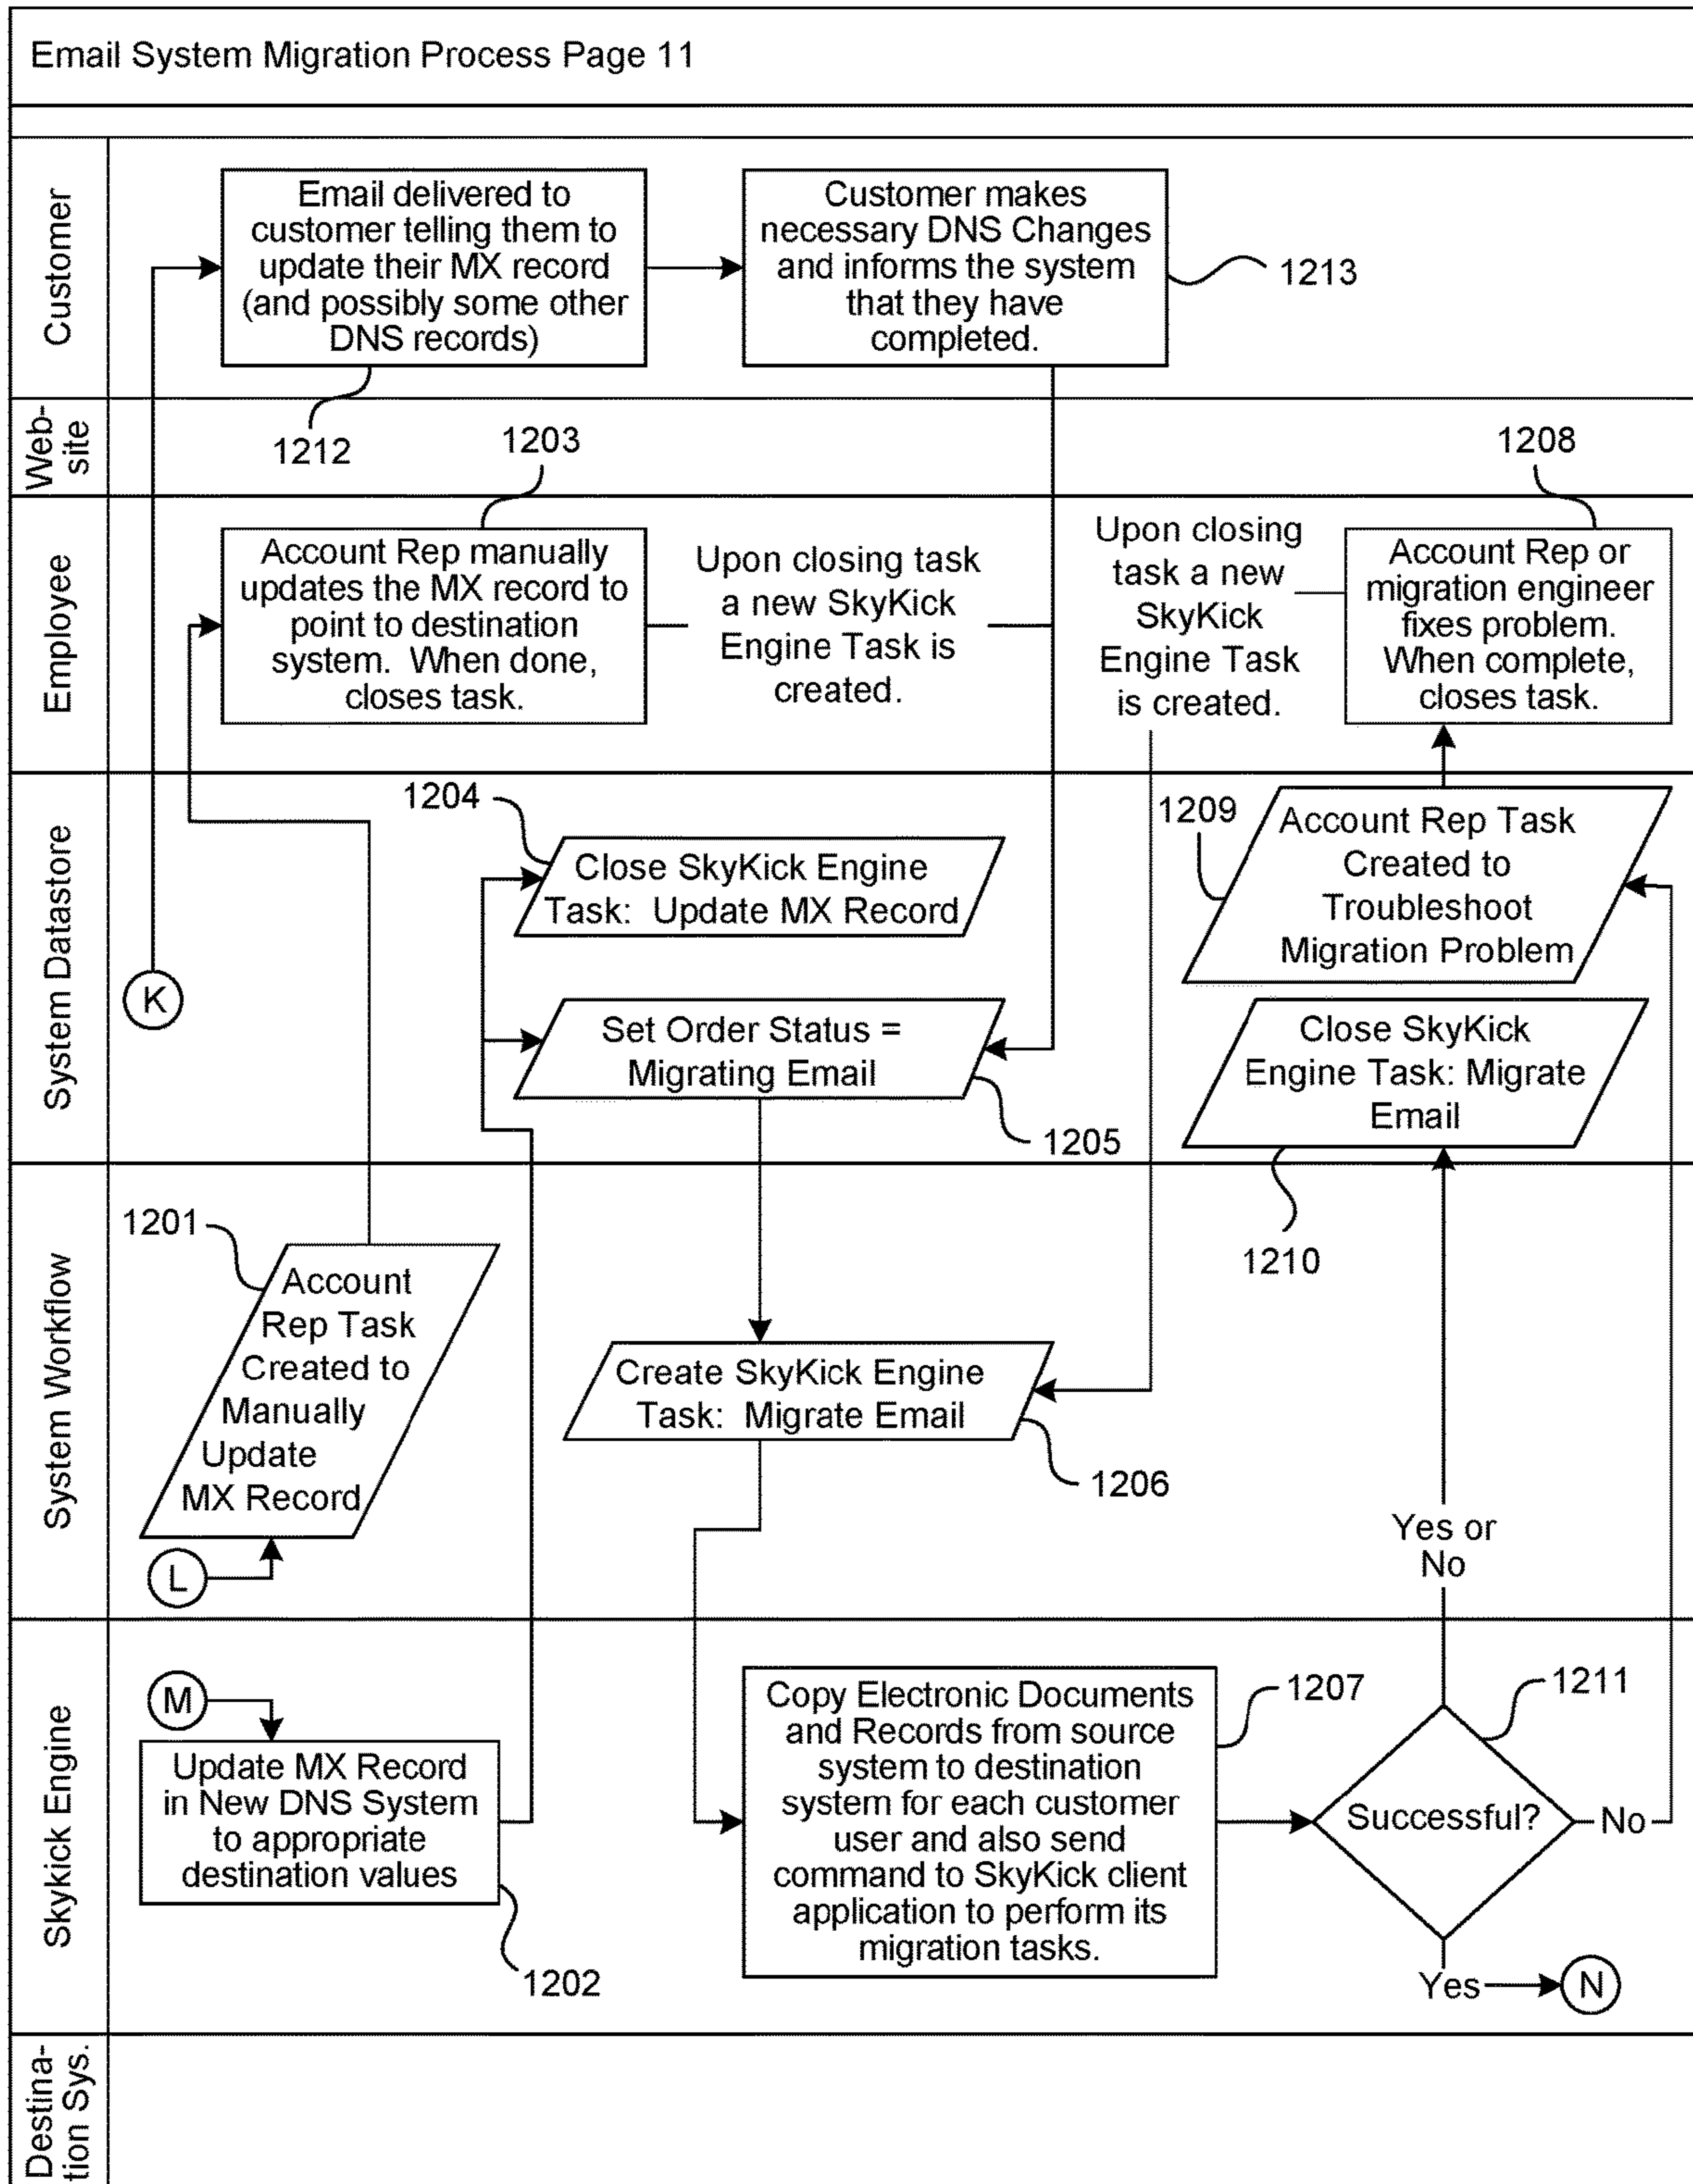 Email System Migration Process Page 11
Customer
Email delivered to
customer telling them to
update their MX record
(and possibly some other
DNS records)
1212
Customer makes
necessary DNS Changes
and informs the system
that they have
completed.
1213
Web-
site
Employee
1203
Account Rep manually
updates the MX record to
point to destination
system. When done,
closes task.
Upon closing task
a new SkyKick
Engine Task is
created.
Upon closing
task a new
SkyKick
Engine Task
is created.
1208
Account Rep or
migration engineer
fixes problem.
When complete,
closes task.
System Datastore
K
1204
Close SkyKick Engine
Task: Update MX Record
Set Order Status =
Migrating Email
1205
1209
Account Rep Task
Created to
Troubleshoot
Migration Problem
Close SkyKick
Engine Task: Migrate
Email
1210
System Workflow
1201
Account
Rep Task
Created to
Manually
Update
MX Record
L
Create SkyKick Engine
Task: Migrate Email
1206
Yes or
No
Skykick Engine
M
Update MX Record
in New DNS System
to appropriate
destination values
1202
Copy Electronic Documents
and Records from source
system to destination
system for each customer
user and also send
command to SkyKick client
application to perform its
migration tasks.
1207
1211
Successful?
No
Yes
N
Destina-
tion Sys.